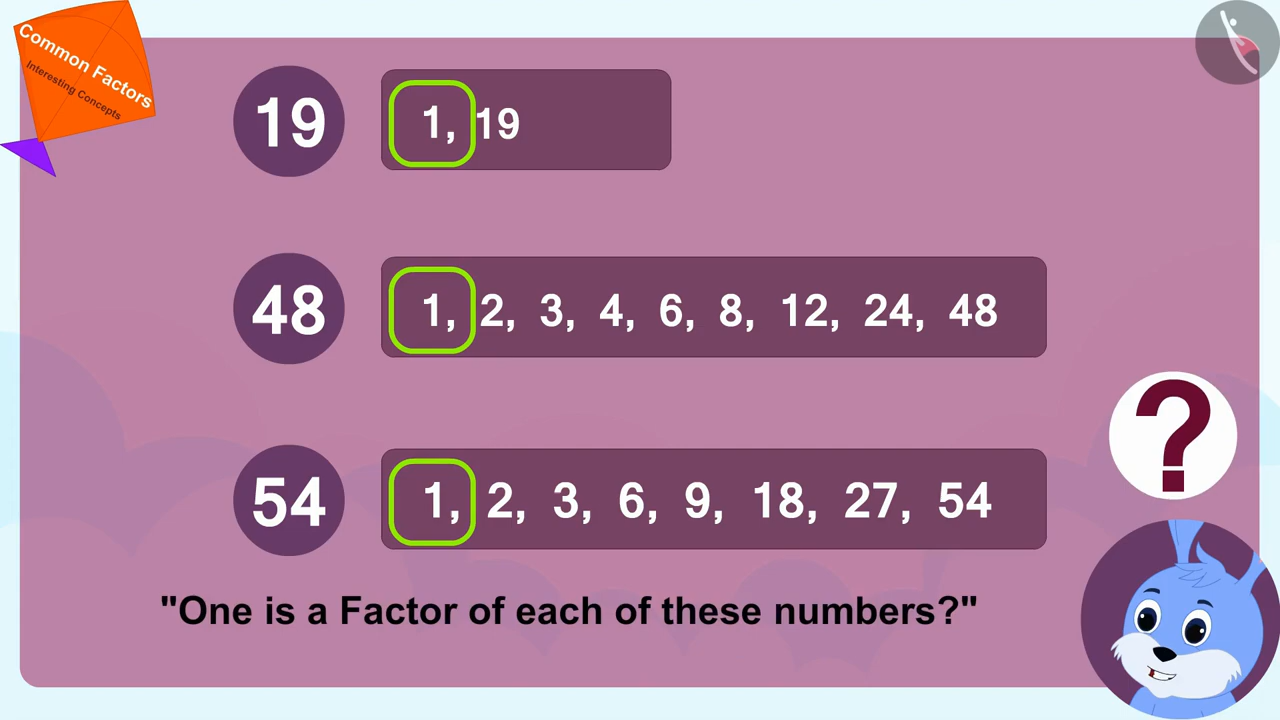 Common Factors
Interesting Concepts
19
1, 19
48
1, 2, 3, 4, 6, 8, 12, 24, 48
54
1, 2, 3, 6, 9, 18, 27, 54
?
"One is a Factor of each of these numbers?"